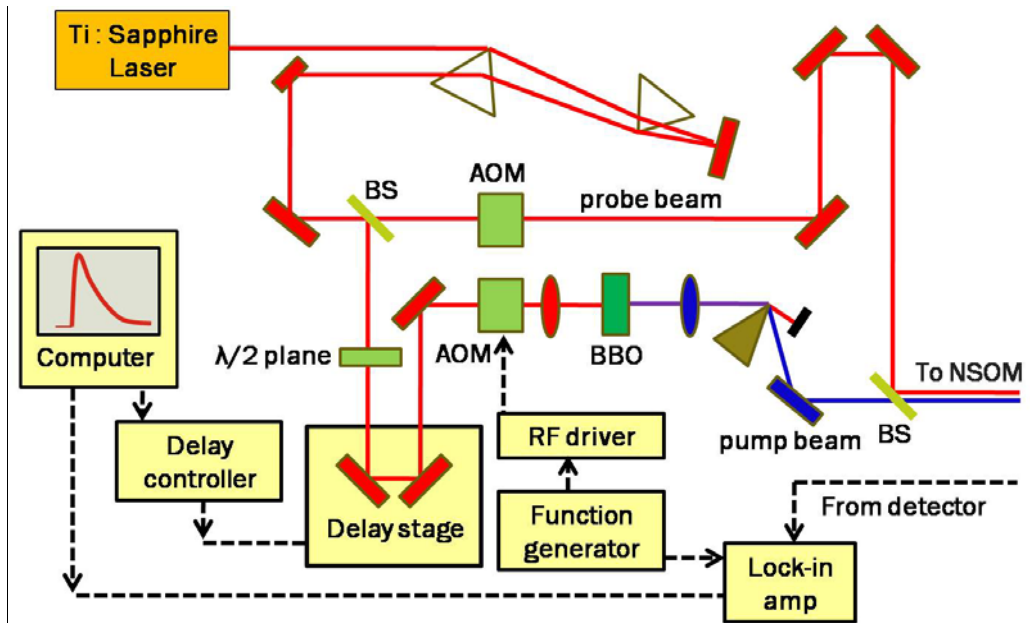 Ti : Sapphire
Laser
AOM
BS
probe beam
Computer
λ/2 plane
AOM
BBO
To NSOM
pump beam
BS
Delay
controller
RF driver
From detector
Delay stage
Function
generator
Lock-in
amp